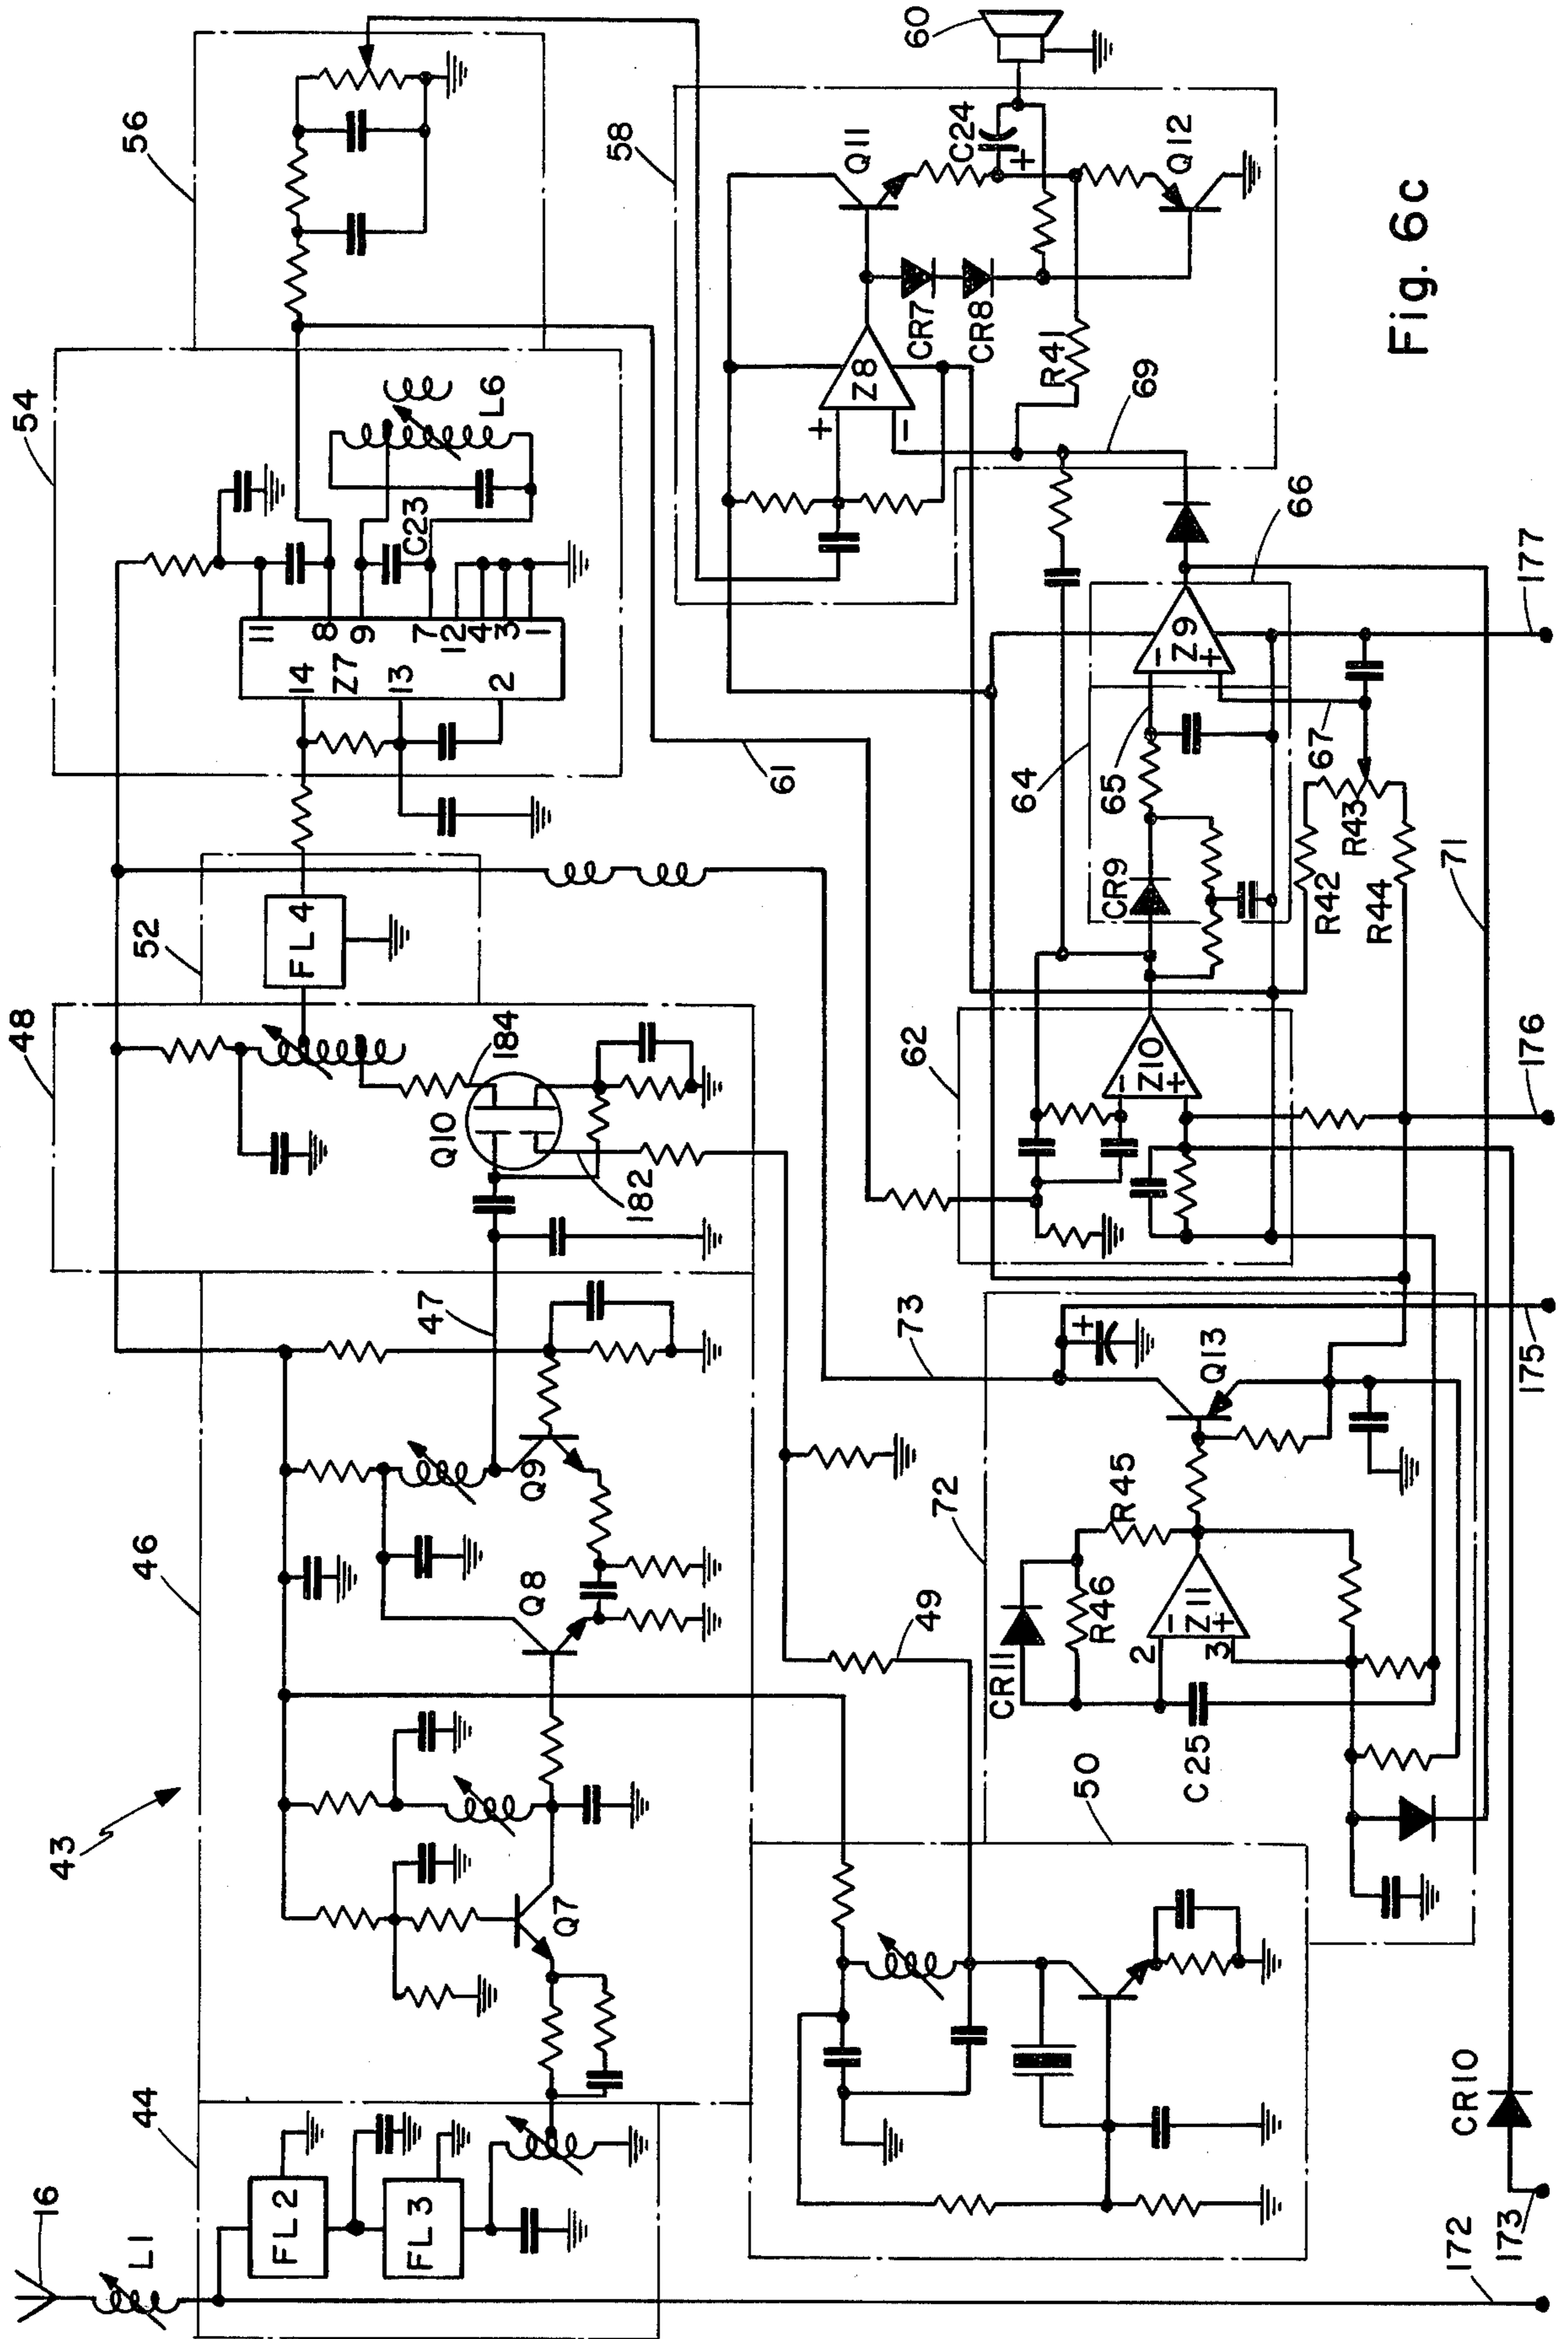 16
L1
44
FL2
FL3
43
46
Q7
Q8
Q9
47
48
Q10
182
184
52
FL4
54
14
Z7
13
2
11
8
9
7
12
4
3
1
C23
L6
56
61
49
50
58
Z8
+
−
Q11
CR7
CR8
C24
+
Q12
R41
60
69
73
72
+
Q13
R45
R46
CR11
2
3
−
Z11
+
C25
62
−
Z10
+
64
CR9
65
66
−
Z9
+
67
R42
R43
R44
71
CR10
172
173
175
176
177
Fig. 6c